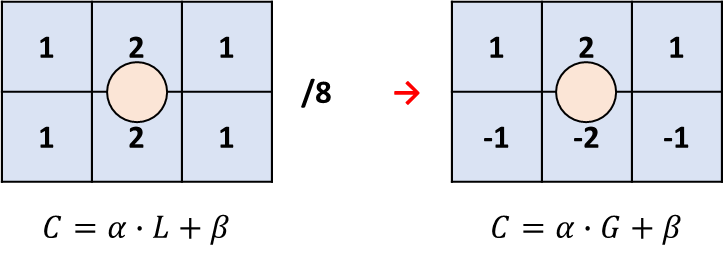 1 2 1 1 2 1
/8 →
1 2 1 -1 -2 -1
C = α · L + β C = α · G + β